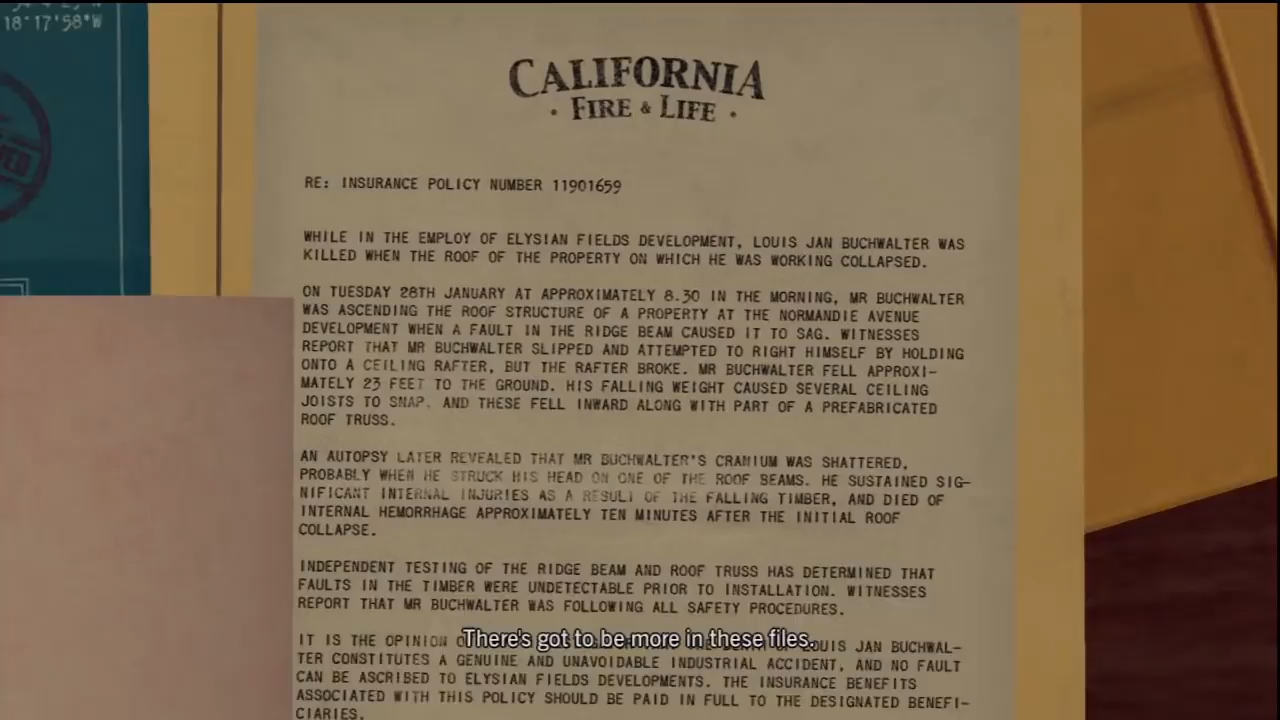 18°17'58"W
CALIFORNIA
· FIRE & LIFE ·
RE: INSURANCE POLICY NUMBER 11901659
WHILE IN THE EMPLOY OF ELYSIAN FIELDS DEVELOPMENT, LOUIS JAN BUCHWALTER WAS
KILLED WHEN THE ROOF OF THE PROPERTY ON WHICH HE WAS WORKING COLLAPSED.
ON TUESDAY 28TH JANUARY AT APPROXIMATELY 8.30 IN THE MORNING, MR BUCHWALTER
WAS ASCENDING THE ROOF STRUCTURE OF A PROPERTY AT THE NORMANDIE AVENUE
DEVELOPMENT WHEN A FAULT IN THE RIDGE BEAM CAUSED IT TO SAG. WITNESSES
REPORT THAT MR BUCHWALTER SLIPPED AND ATTEMPTED TO RIGHT HIMSELF BY HOLDING
ONTO A CEILING RAFTER, BUT THE RAFTER BROKE. MR BUCHWALTER FELL APPROXI-
MATELY 23 FEET TO THE GROUND. HIS FALLING WEIGHT CAUSED SEVERAL CEILING
JOISTS TO SNAP, AND THESE FELL INWARD ALONG WITH PART OF A PREFABRICATED
ROOF TRUSS.
AN AUTOPSY LATER REVEALED THAT MR BUCHWALTER'S CRANIUM WAS SHATTERED,
PROBABLY WHEN HE STRUCK HIS HEAD ON ONE OF THE ROOF BEAMS. HE SUSTAINED SIG-
NIFICANT INTERNAL INJURIES AS A RESULT OF THE FALLING TIMBER, AND DIED OF
INTERNAL HEMORRHAGE APPROXIMATELY TEN MINUTES AFTER THE INITIAL ROOF
COLLAPSE.
INDEPENDENT TESTING OF THE RIDGE BEAM AND ROOF TRUSS HAS DETERMINED THAT
FAULTS IN THE TIMBER WERE UNDETECTABLE PRIOR TO INSTALLATION. WITNESSES
REPORT THAT MR BUCHWALTER WAS FOLLOWING ALL SAFETY PROCEDURES.
There's got to be more in these files.
IT IS THE OPINION LOUIS JAN BUCHWAL-
TER CONSTITUTES A GENUINE AND UNAVOIDABLE INDUSTRIAL ACCIDENT, AND NO FAULT
CAN BE ASCRIBED TO ELYSIAN FIELDS DEVELOPMENTS. THE INSURANCE BENEFITS
ASSOCIATED WITH THIS POLICY SHOULD BE PAID IN FULL TO THE DESIGNATED BENEFI-
CIARIES.